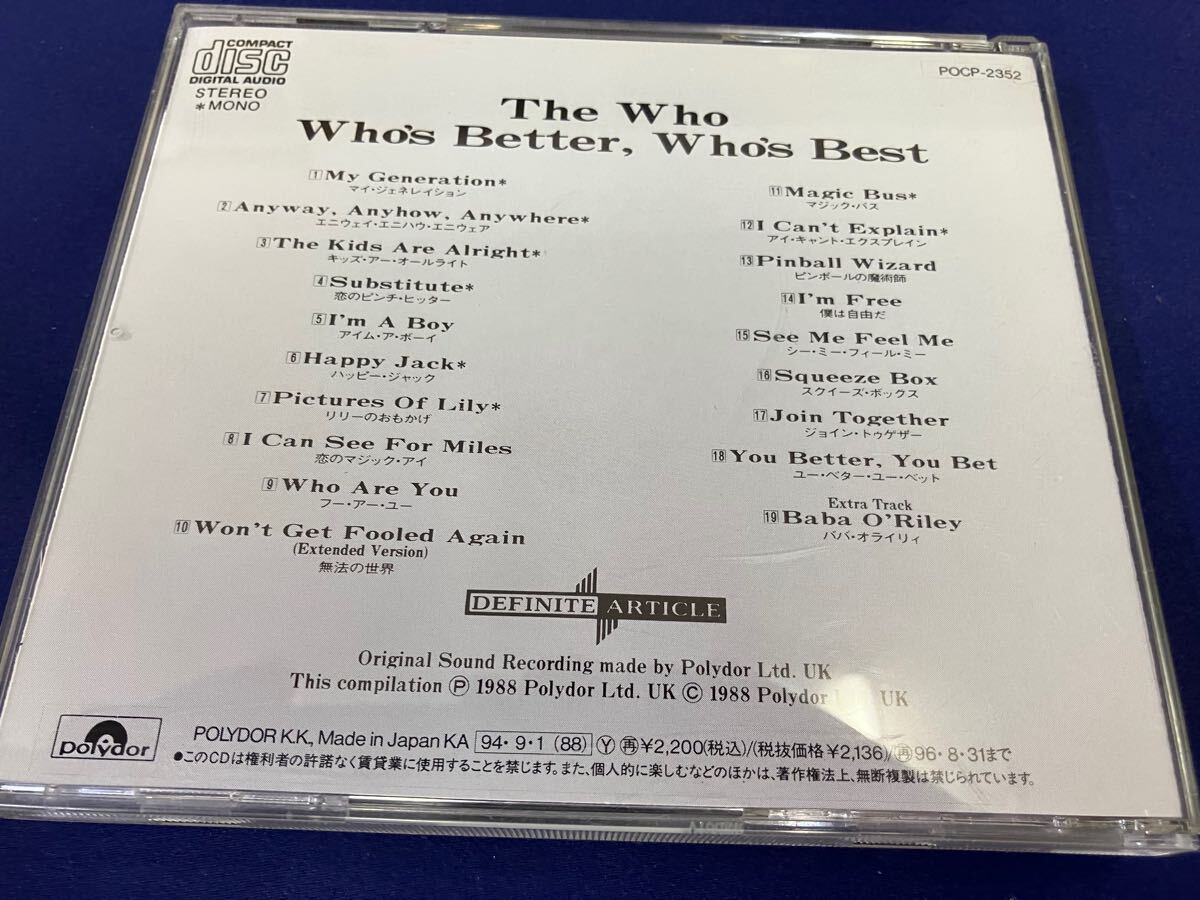 COMPACT
disc
DIGITAL AUDIO
STEREO
*MONO
POCP-2352
The Who
Who's Better, Who's Best
1 My Generation*
マイ・ジェネレイション
2 Anyway, Anyhow, Anywhere*
エニウェイ・エニハウ・エニウェア
3 The Kids Are Alright*
キッズ・アー・オールライト
4 Substitute*
恋のピンチ・ヒッター
5 I'm A Boy
アイム・ア・ボーイ
6 Happy Jack*
ハッピー・ジャック
7 Pictures Of Lily*
リリーのおもかげ
8 I Can See For Miles
恋のマジック・アイ
9 Who Are You
フー・アー・ユー
10 Won't Get Fooled Again
(Extended Version)
無法の世界
11 Magic Bus*
マジック・バス
12 I Can't Explain*
アイ・キャント・エクスプレイン
13 Pinball Wizard
ピンボールの魔術師
14 I'm Free
僕は自由だ
15 See Me Feel Me
シー・ミー・フィール・ミー
16 Squeeze Box
スクイーズ・ボックス
17 Join Together
ジョイン・トゥゲザー
18 You Better, You Bet
ユー・ベター・ユー・ベット
Extra Track
19 Baba O'Riley
ババ・オライリィ
DEFINITE ARTICLE
Original Sound Recording made by Polydor Ltd. UK
This compilation Ⓟ 1988 Polydor Ltd. UK © 1988 Polydor UK
polydor
POLYDOR K.K., Made in Japan KA 94・9・1 (88) Ⓨ 再 ¥2,200(税込)/(税抜価格¥2,136)/再96・8・31まで
●このCDは権利者の許諾なく賃貸業に使用することを禁じます。また、個人的に楽しむなどのほかは、著作権法上、無断複製は禁じられています。